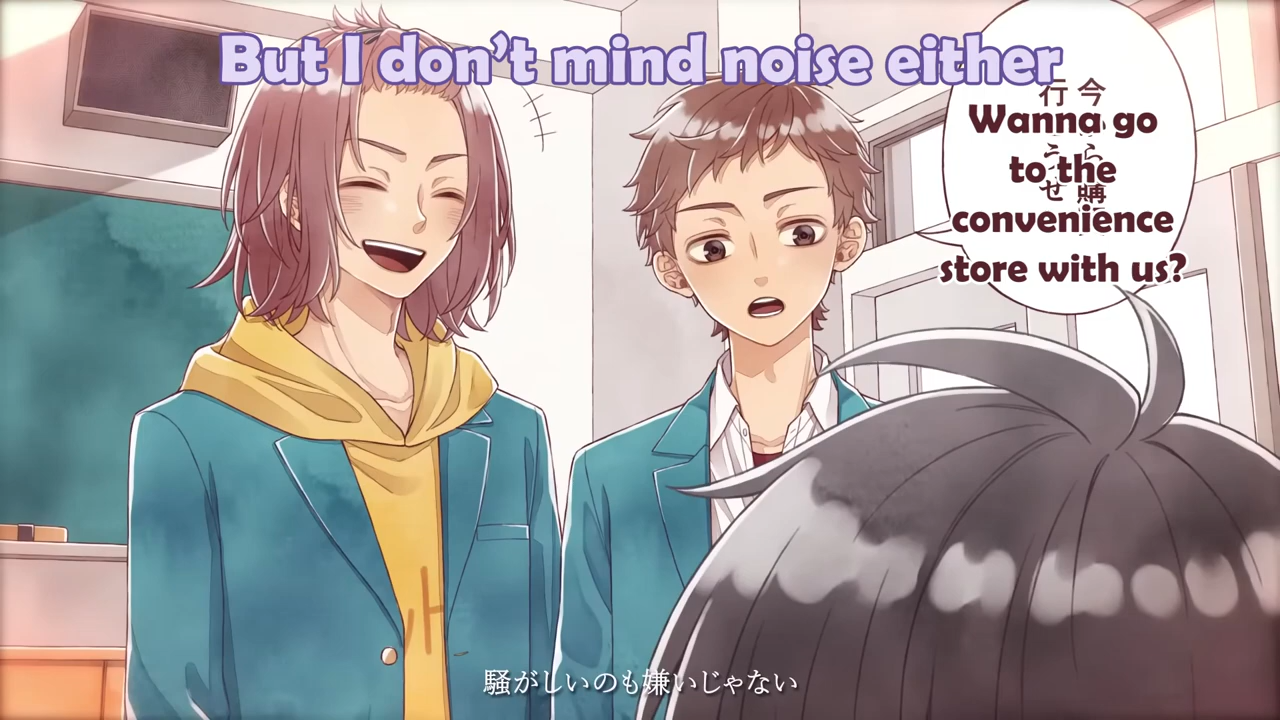 But I don't mind noise either
Wanna go
to the
convenience
store with us?
騒がしいのも嫌いじゃない